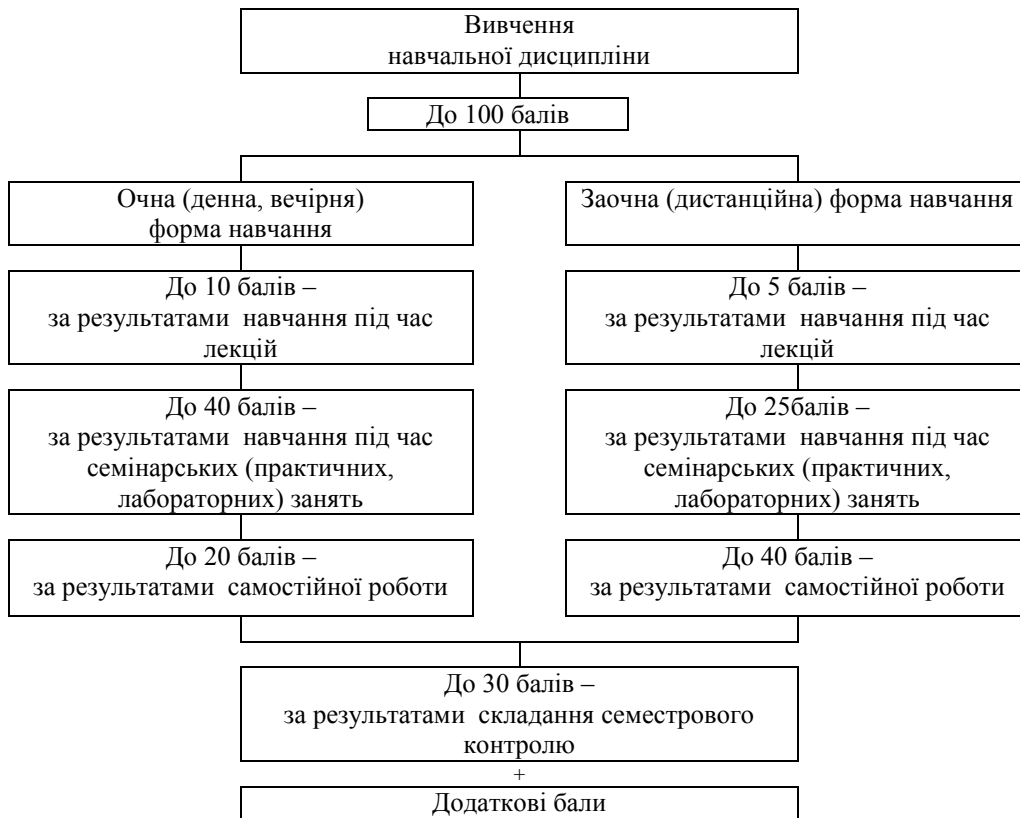 Вивчення
навчальної дисципліни
До 100 балів
Очна (денна, вечірня)
форма навчання
Заочна (дистанційна) форма навчання
До 10 балів –
за результатами навчання під час
лекцій
До 5 балів –
за результатами навчання під час
лекцій
До 40 балів –
за результатами навчання під час
семінарських (практичних,
лабораторних) занять
До 25балів –
за результатами навчання під час
семінарських (практичних,
лабораторних) занять
До 20 балів –
за результатами самостійної роботи
До 40 балів –
за результатами самостійної роботи
До 30 балів –
за результатами складання семестрового
контролю
+
Додаткові бали